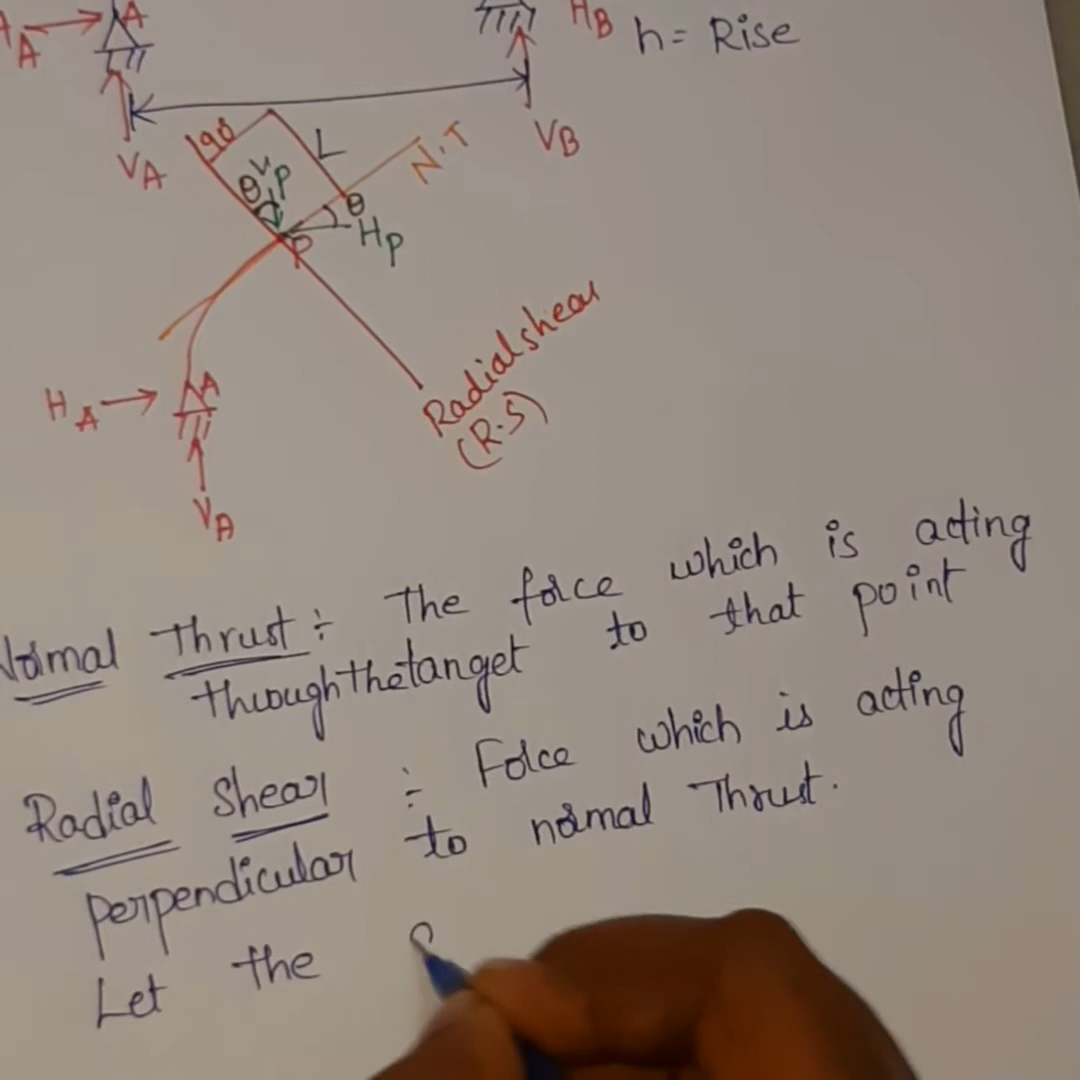 HA A HB h = Rise
VA L VB
90° N.T
θ VP θ
P HP
HA A
Radial shear
(R.S)
VA
Normal Thrust :- The force which is acting
through the tanget to that point
Radial Shear :- Force which is acting
perpendicular to normal Thrust.
Let the